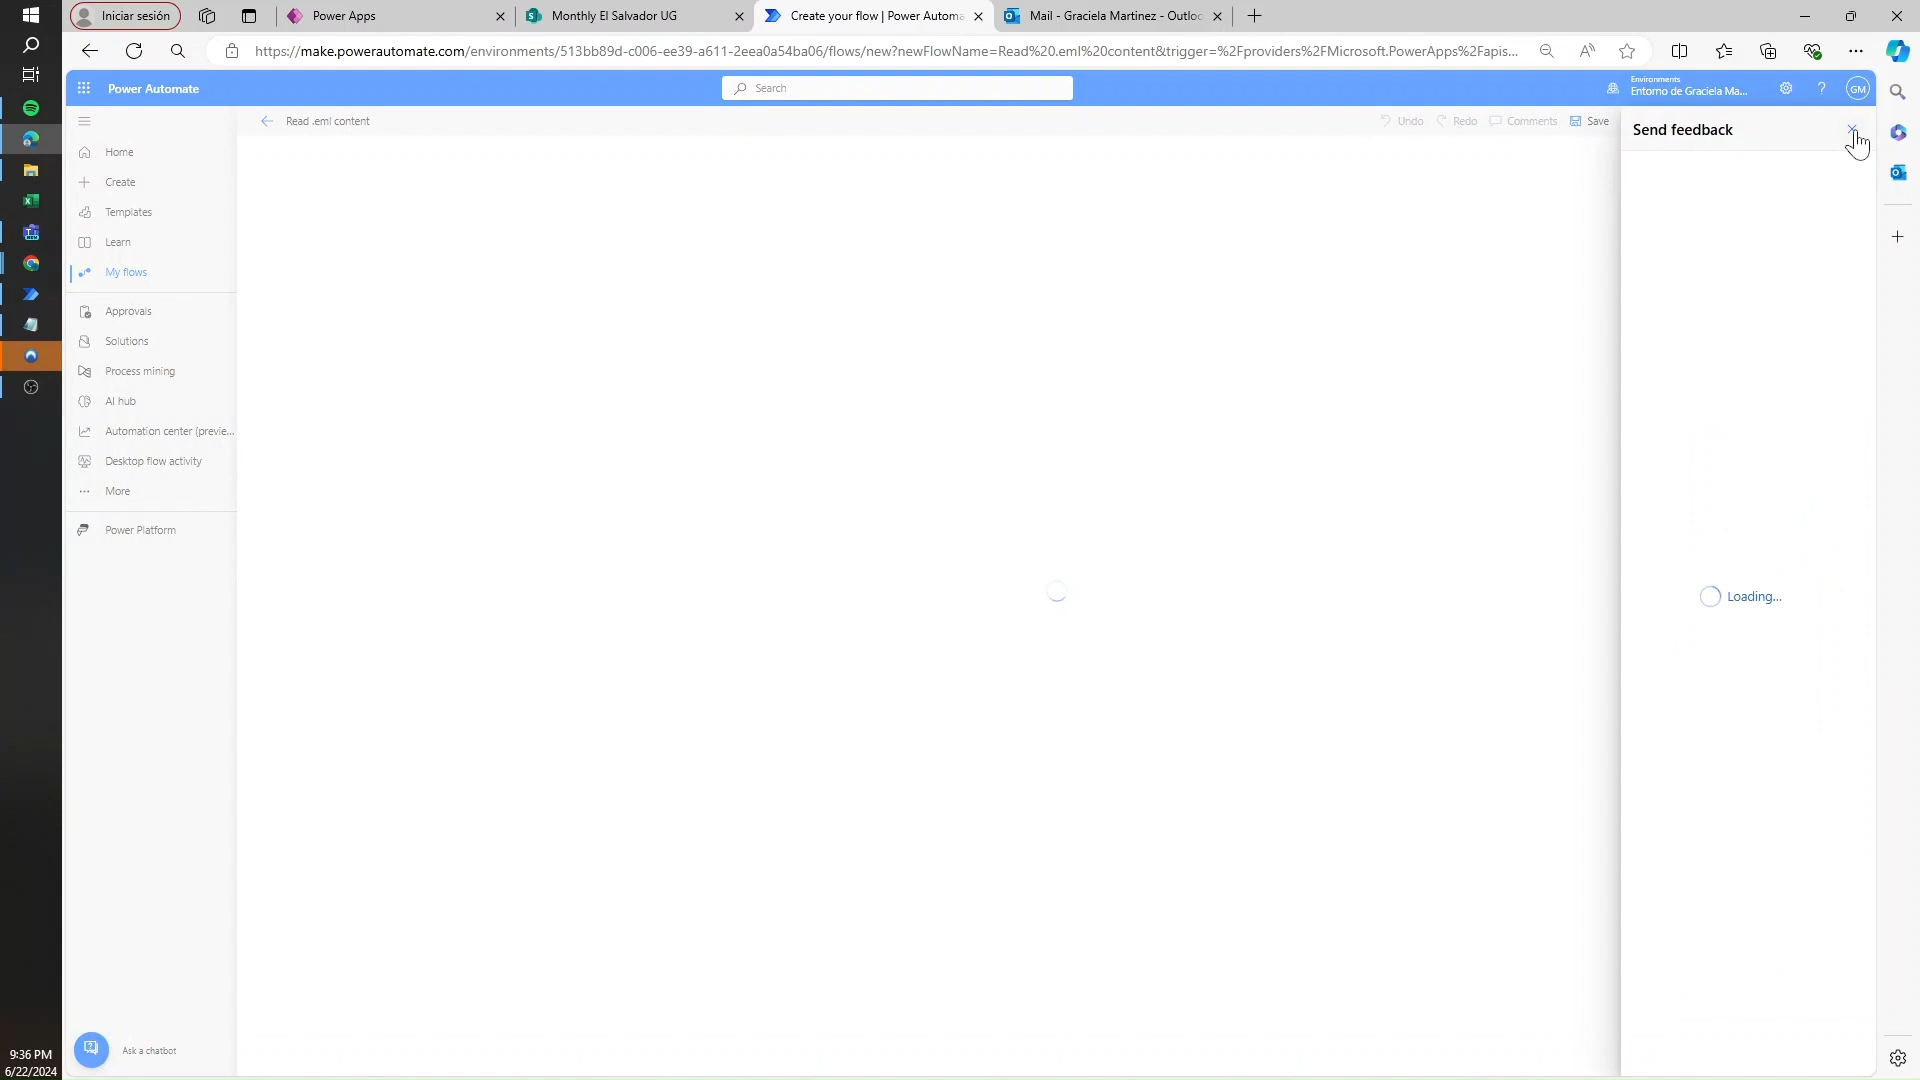 Iniciar sesión
Power Apps
Monthly El Salvador UG
Create your flow | Power Automa
Mail - Graciela Martinez - Outloc
https://make.powerautomate.com/environments/513bb89d-c006-ee39-a611-2eea0a54ba06/flows/new?newFlowName=Read%20.eml%20content&trigger=%2Fproviders%2FMicrosoft.PowerApps%2Fapis...
Power Automate
Search
Environments
Entorno de Graciela Ma...
GM
Read .eml content
Undo
Redo
Comments
Save
Send feedback
Home
Create
Templates
Learn
My flows
Approvals
Solutions
Process mining
AI hub
Automation center (previe...
Desktop flow activity
More
Power Platform
Loading...
Ask a chatbot
9:36 PM
6/22/2024